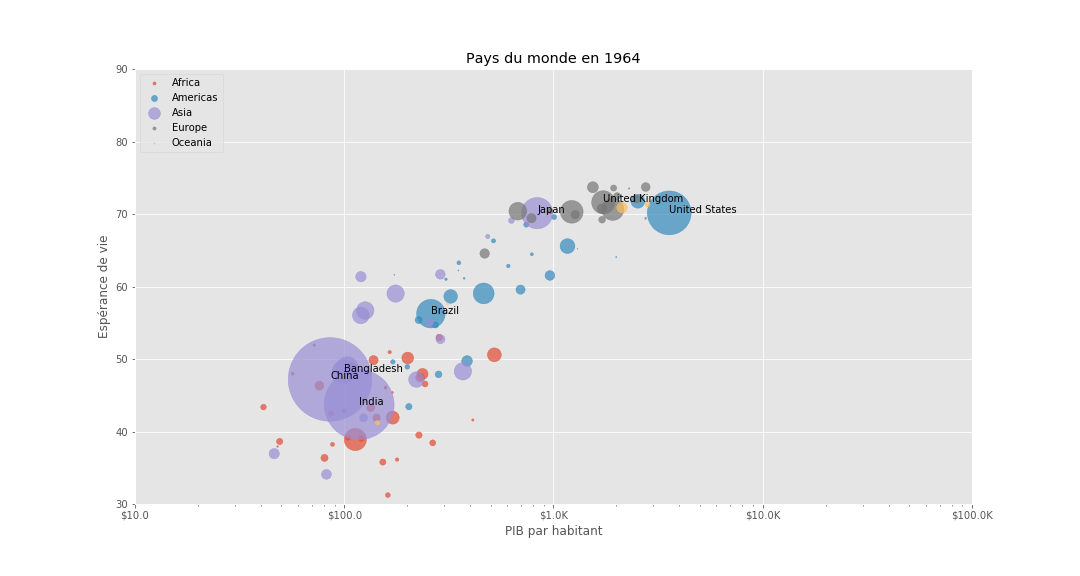 Pays du monde en 1964
Espérance de vie
90
80
70
60
50
40
30
Africa
Americas
Asia
Europe
Oceania
United Kingdom
Japan
United States
Brazil
Bangladesh
China
India
$10.0
$100.0
$1.0K
$10.0K
$100.0K
PIB par habitant